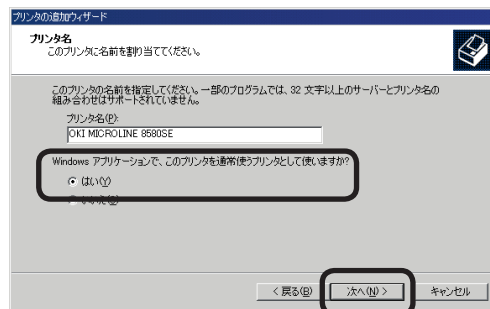 プリンタの追加ウィザード
プリンタ名
このプリンタに名前を割り当ててください。
このプリンタの名前を指定してください。一部のプログラムでは、32 文字以上のサーバーとプリンタ名の
組み合わせはサポートされていません。
プリンタ名(P):
OKI MICROLINE 8580SE
Windows アプリケーションで、このプリンタを通常使うプリンタとして使いますか?
はい(Y)
いいえ(O)
< 戻る(B)
次へ(N) >
キャンセル